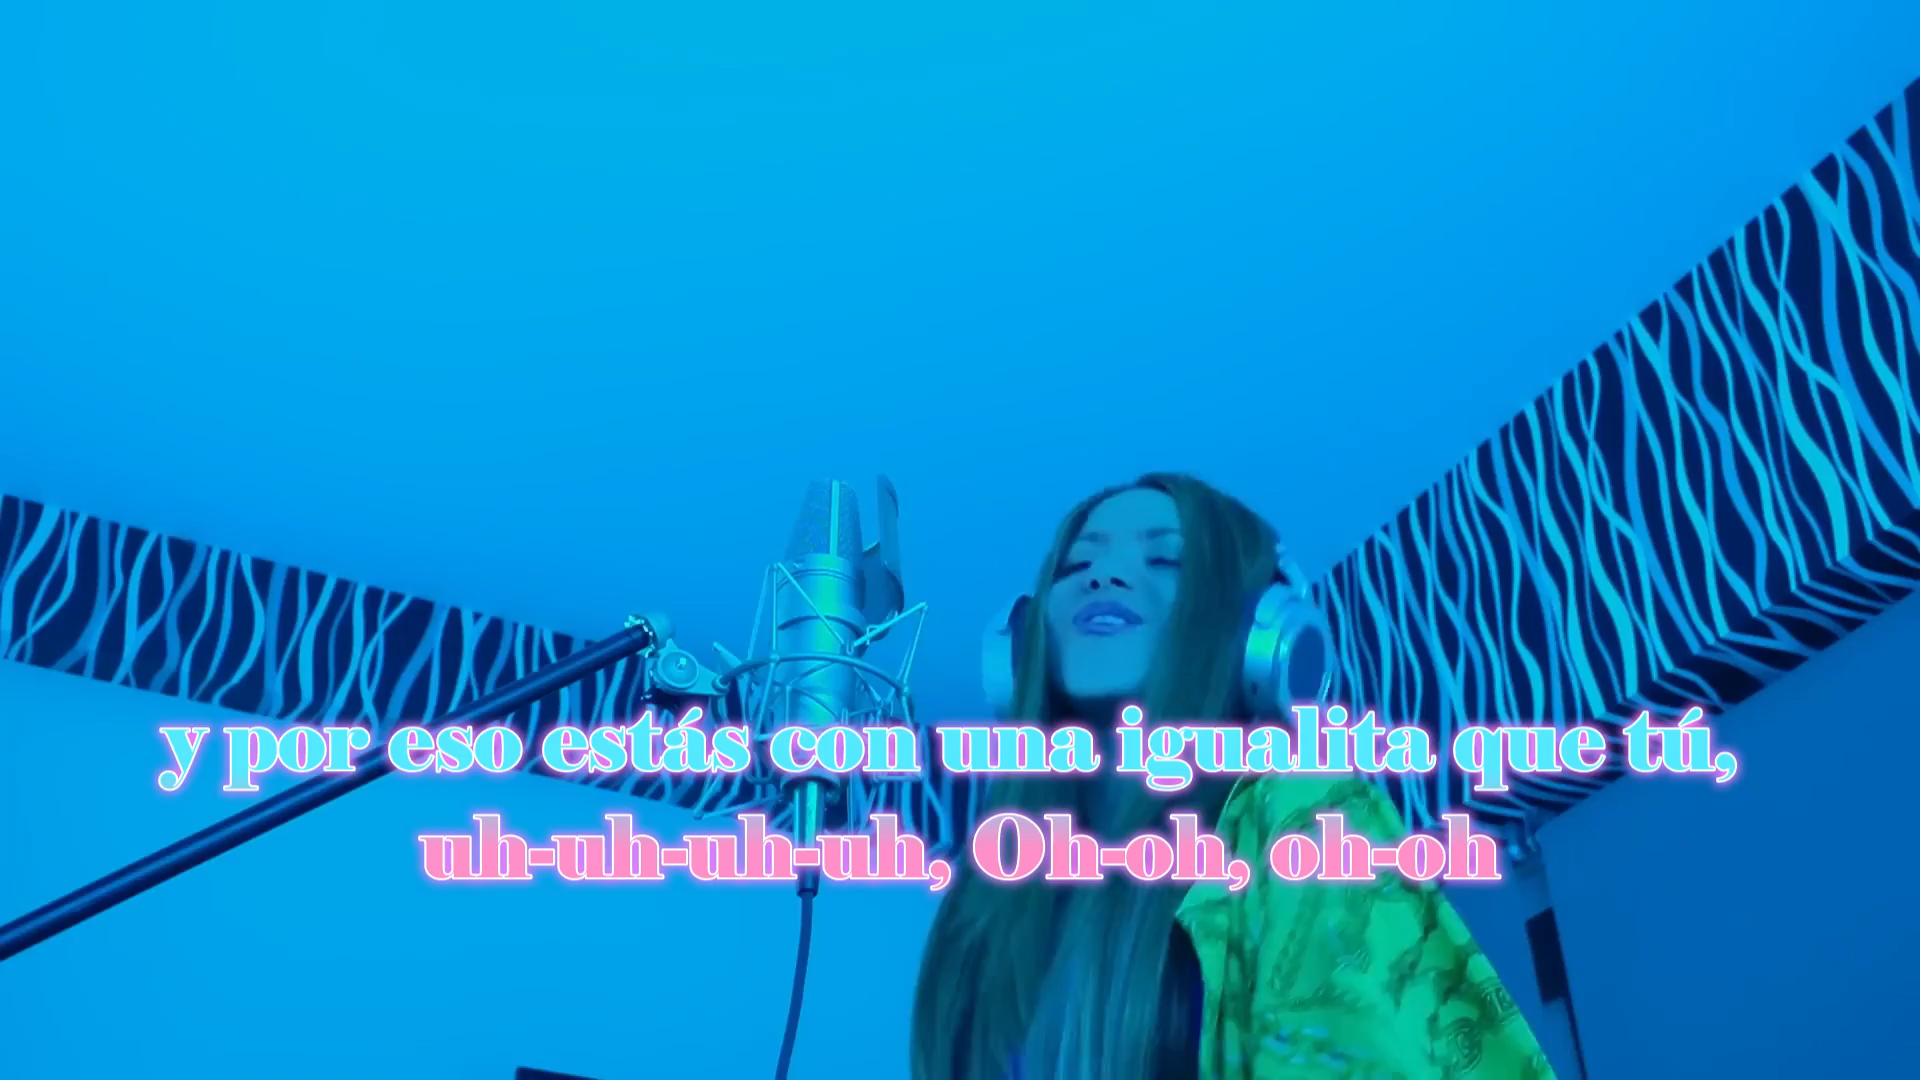 y por eso estás con una igualita que tú,
uh-uh-uh-uh, Oh-oh, oh-oh